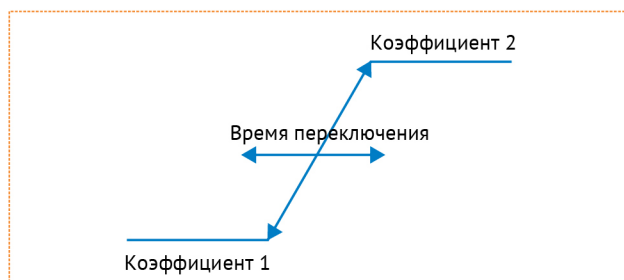 Коэффициент 2
Время переключения
Коэффициент 1